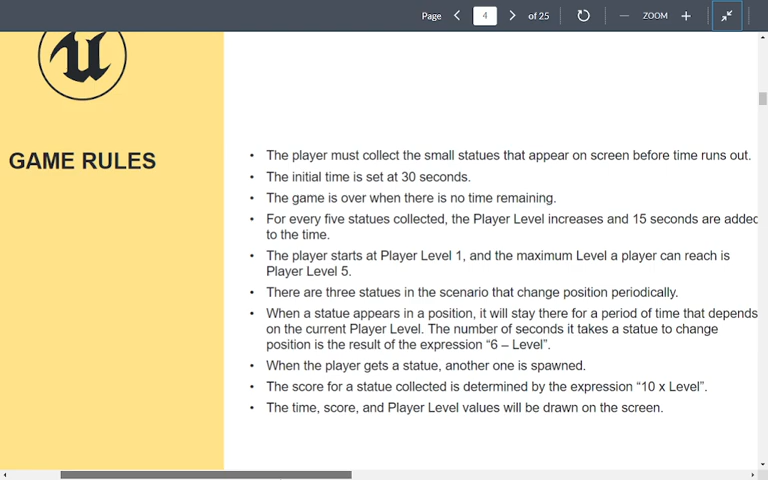 Page 4 of 25 ZOOM
GAME RULES
• The player must collect the small statues that appear on screen before time runs out.
• The initial time is set at 30 seconds.
• The game is over when there is no time remaining.
• For every five statues collected, the Player Level increases and 15 seconds are added
to the time.
• The player starts at Player Level 1, and the maximum Level a player can reach is
Player Level 5.
• There are three statues in the scenario that change position periodically.
• When a statue appears in a position, it will stay there for a period of time that depends
on the current Player Level. The number of seconds it takes a statue to change
position is the result of the expression “6 – Level”.
• When the player gets a statue, another one is spawned.
• The score for a statue collected is determined by the expression “10 x Level”.
• The time, score, and Player Level values will be drawn on the screen.